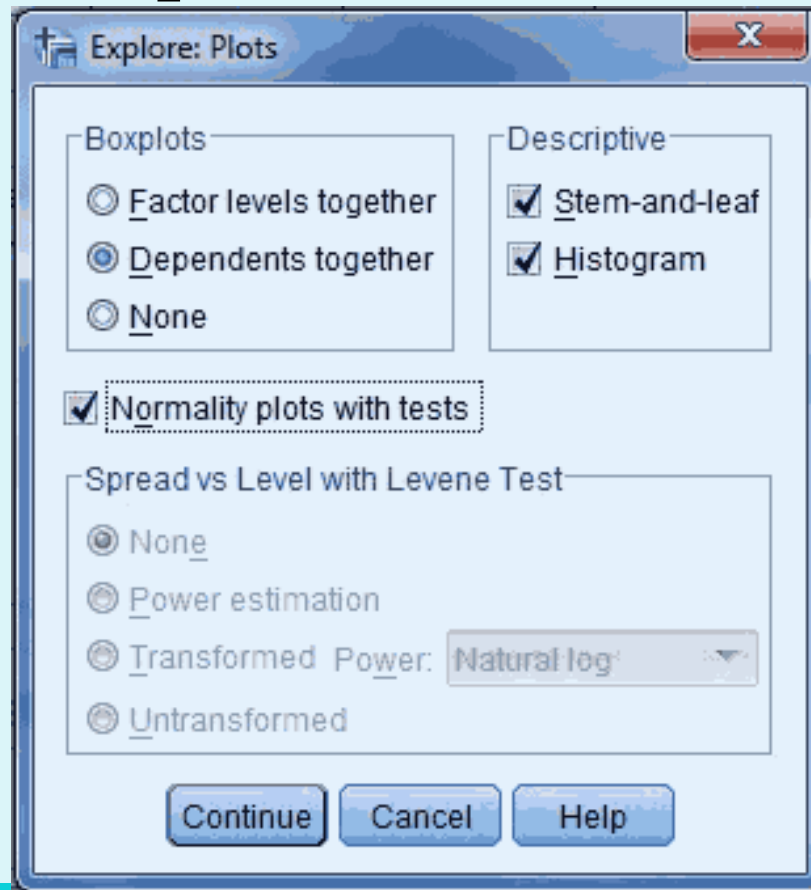 Explore: Plots
Boxplots
Factor levels together
Dependents together
None
Descriptive
Stem-and-leaf
Histogram
Normality plots with tests
Spread vs Level with Levene Test
None
Power estimation
Transformed Power: Natural log
Untransformed
Continue Cancel Help